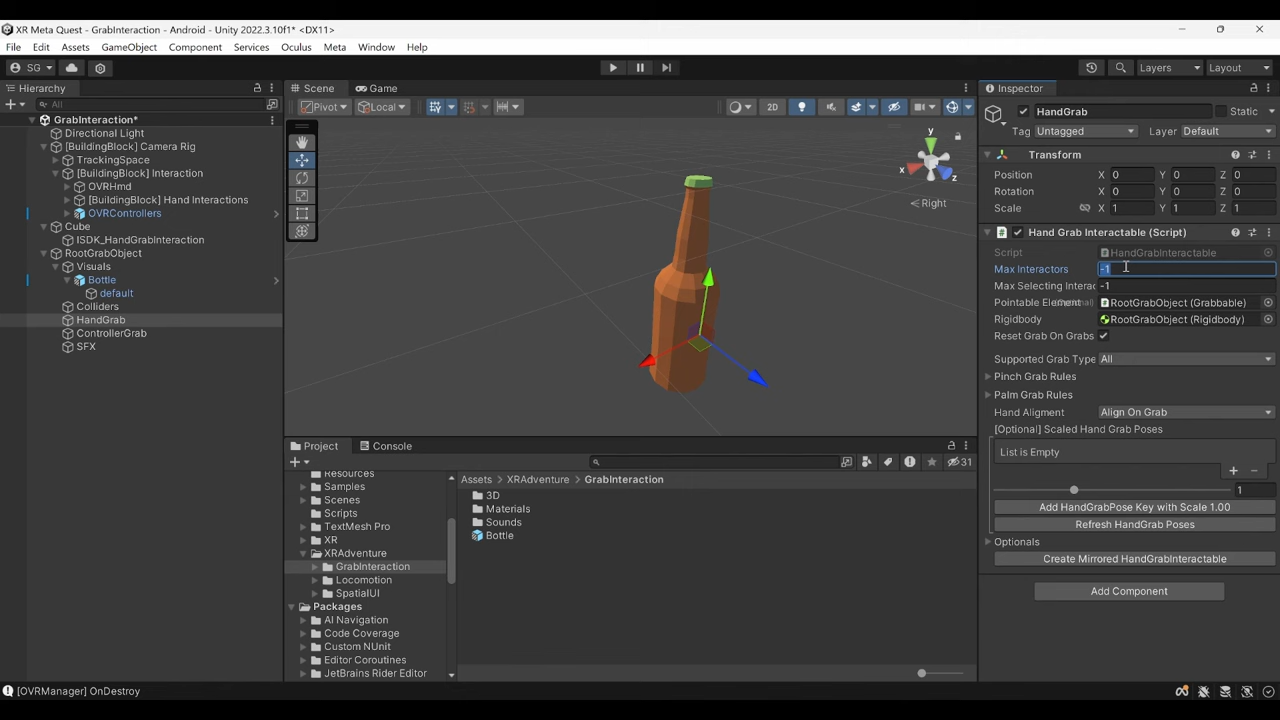 XR Meta Quest - GrabInteraction - Android - Unity 2022.3.10f1* <DX11>
File Edit Assets GameObject Component Services Oculus Meta Window Help
SG
Layers Layout
Hierarchy
All
GrabInteraction*
Directional Light
[BuildingBlock] Camera Rig
TrackingSpace
[BuildingBlock] Interaction
OVRHmd
[BuildingBlock] Hand Interactions
OVRControllers
Cube
ISDK_HandGrabInteraction
RootGrabObject
Visuals
Bottle
default
Colliders
HandGrab
ControllerGrab
SFX
Scene Game
Pivot Local 2D
y
x z
Right
Project Console
31
Resources
Samples
Scenes
Scripts
TextMesh Pro
XR
XRAdventure
GrabInteraction
Locomotion
SpatialUI
Packages
AI Navigation
Code Coverage
Custom NUnit
Editor Coroutines
JetBrains Rider Editor
Assets > XRAdventure > GrabInteraction
3D
Materials
Sounds
Bottle
Inspector
HandGrab Static
Tag Untagged Layer Default
Transform
Position X 0 Y 0 Z 0
Rotation X 0 Y 0 Z 0
Scale X 1 Y 1 Z 1
Hand Grab Interactable (Script)
Script HandGrabInteractable
Max Interactors -1
Max Selecting Interac -1
Pointable Element (Optional) RootGrabObject (Grabbable)
Rigidbody RootGrabObject (Rigidbody)
Reset Grab On Grabs
Supported Grab Type All
Pinch Grab Rules
Palm Grab Rules
Hand Aligment Align On Grab
[Optional] Scaled Hand Grab Poses
List is Empty
+ -
1
Add HandGrabPose Key with Scale 1.00
Refresh HandGrab Poses
Optionals
Create Mirrored HandGrabInteractable
Add Component
[OVRManager] OnDestroy